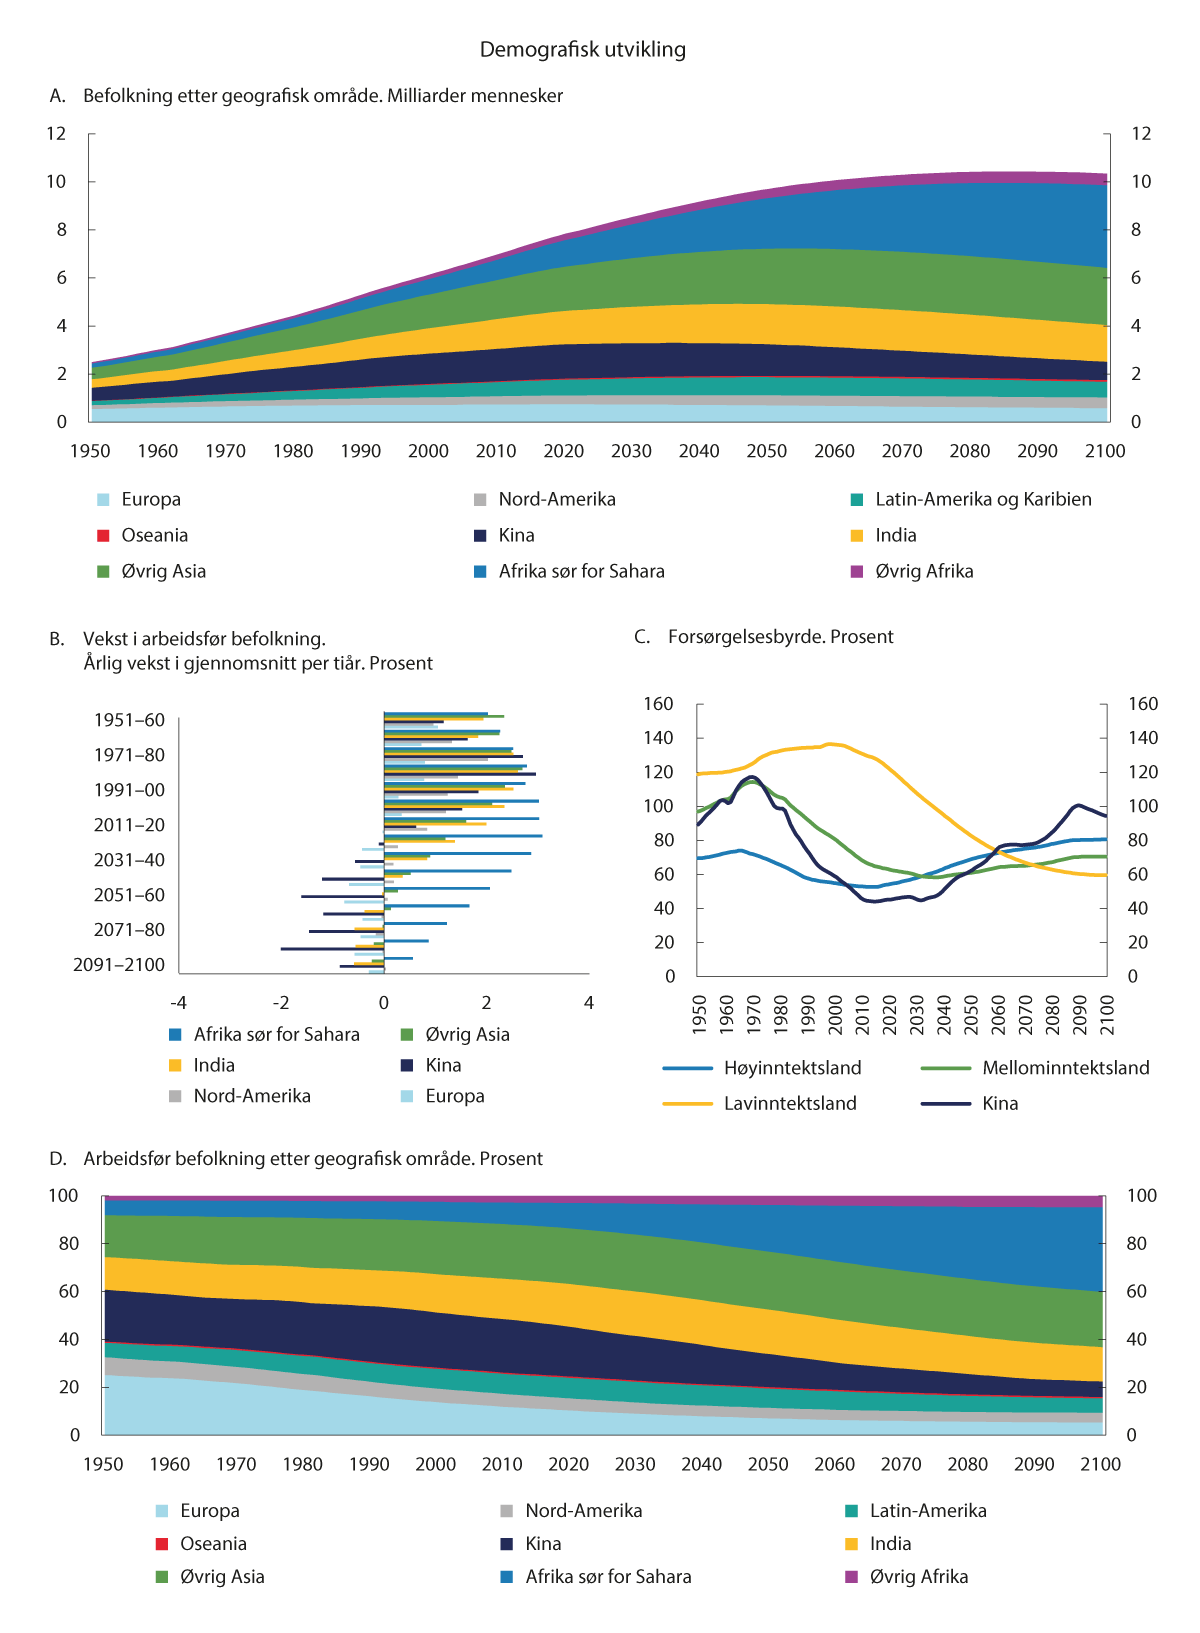 Demografisk utvikling
A. Befolkning etter geografisk område. Milliarder mennesker
12 12
10 10
8 8
6 6
4 4
2 2
0 0
1950 1960 1970 1980 1990 2000 2010 2020 2030 2040 2050 2060 2070 2080 2090 2100
Europa Nord-Amerika Latin-Amerika og Karibien
Oseania Kina India
Øvrig Asia Afrika sør for Sahara Øvrig Afrika
B. Vekst i arbeidsfør befolkning.
Årlig vekst i gjennomsnitt per tiår. Prosent
1951–60
1971–80
1991–00
2011–20
2031–40
2051–60
2071–80
2091–2100
-4 -2 0 2 4
Afrika sør for Sahara Øvrig Asia
India Kina
Nord-Amerika Europa
C. Forsørgelsesbyrde. Prosent
160 160
140 140
120 120
100 100
80 80
60 60
40 40
20 20
0 0
1950 1960 1970 1980 1990 2000 2010 2020 2030 2040 2050 2060 2070 2080 2090 2100
Høyinntektsland Mellominntektsland
Lavinntektsland Kina
D. Arbeidsfør befolkning etter geografisk område. Prosent
100 100
80 80
60 60
40 40
20 20
0 0
1950 1960 1970 1980 1990 2000 2010 2020 2030 2040 2050 2060 2070 2080 2090 2100
Europa Nord-Amerika Latin-Amerika
Oseania Kina India
Øvrig Asia Afrika sør for Sahara Øvrig Afrika